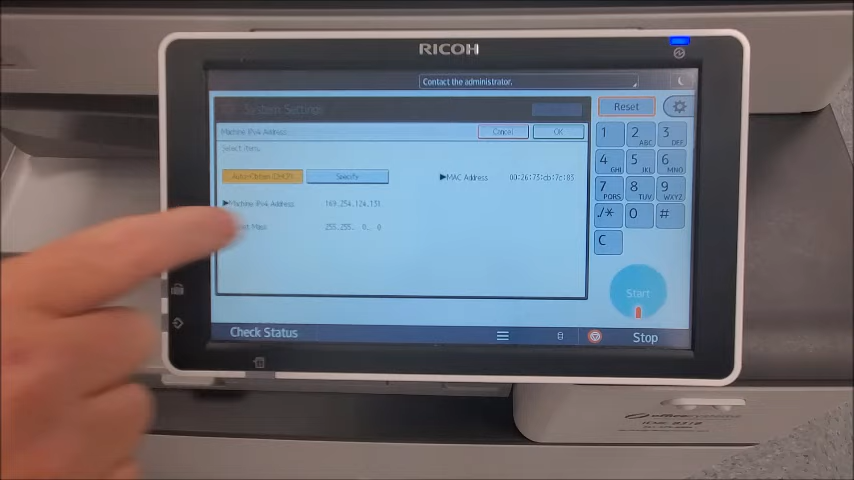 RICOH
Contact the administrator.
System Settings
Reset
Machine IPv4 Address
Cancel
OK
Select item.
Auto-Obtain (DHCP)
Specify
▶MAC Address 00:26:73:cb:7c:83
▶Machine IPv4 Address 169.254.124.131
Mask 255.255. 0. 0
1
2 ABC
3 DEF
4 GHI
5 JKL
6 MNO
7 PQRS
8 TUV
9 WXYZ
./*
0
#
C
Start
Check Status
Stop